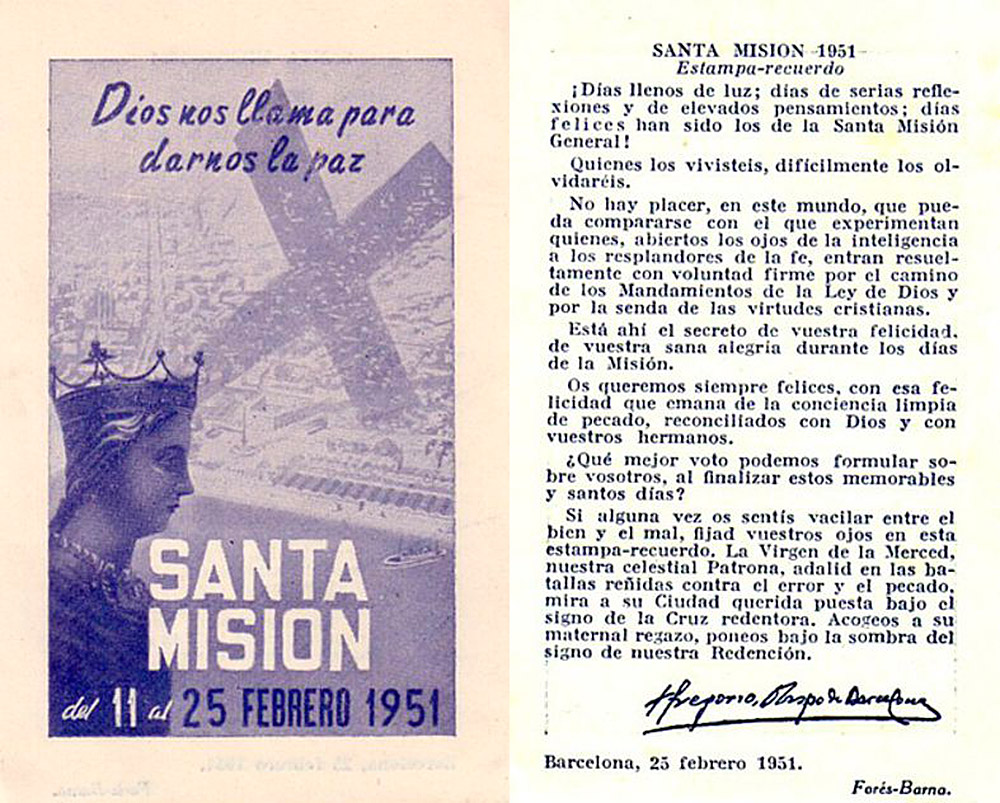 Dios nos llama para
darnos la paz
SANTA
MISION
del 11 al 25 FEBRERO 1951
SANTA MISION 1951
Estampa-recuerdo
¡Días llenos de luz; días de serias refle-
xiones y de elevados pensamientos; días
felices han sido los de la Santa Misión
General!
Quienes los vivisteis, difícilmente los ol-
vidaréis.
No hay placer, en este mundo, que pue-
da compararse con el que experimentan
quienes, abiertos los ojos de la inteligencia
a los resplandores de la fe, entran resuel-
tamente con voluntad firme por el camino
de los Mandamientos de la Ley de Dios y
por la senda de las virtudes cristianas.
Está ahí el secreto de vuestra felicidad,
de vuestra sana alegría durante los días
de la Misión.
Os queremos siempre felices, con esa fe-
licidad que emana de la conciencia limpia
de pecado, reconciliados con Dios y con
vuestros hermanos.
¿Qué mejor voto podemos formular so-
bre vosotros, al finalizar estos memorables
y santos días?
Si alguna vez os sentís vacilar entre el
bien y el mal, fijad vuestros ojos en esta
estampa-recuerdo. La Virgen de la Merced,
nuestra celestial Patrona, adalid en las ba-
tallas reñidas contra el error y el pecado,
mira a su Ciudad querida puesta bajo el
signo de la Cruz redentora. Acogeos a su
maternal regazo, poneos bajo la sombra del
signo de nuestra Redención.
Gregorio, Obispo de Barcelona
Barcelona, 25 febrero 1951.
Forés-Barna.